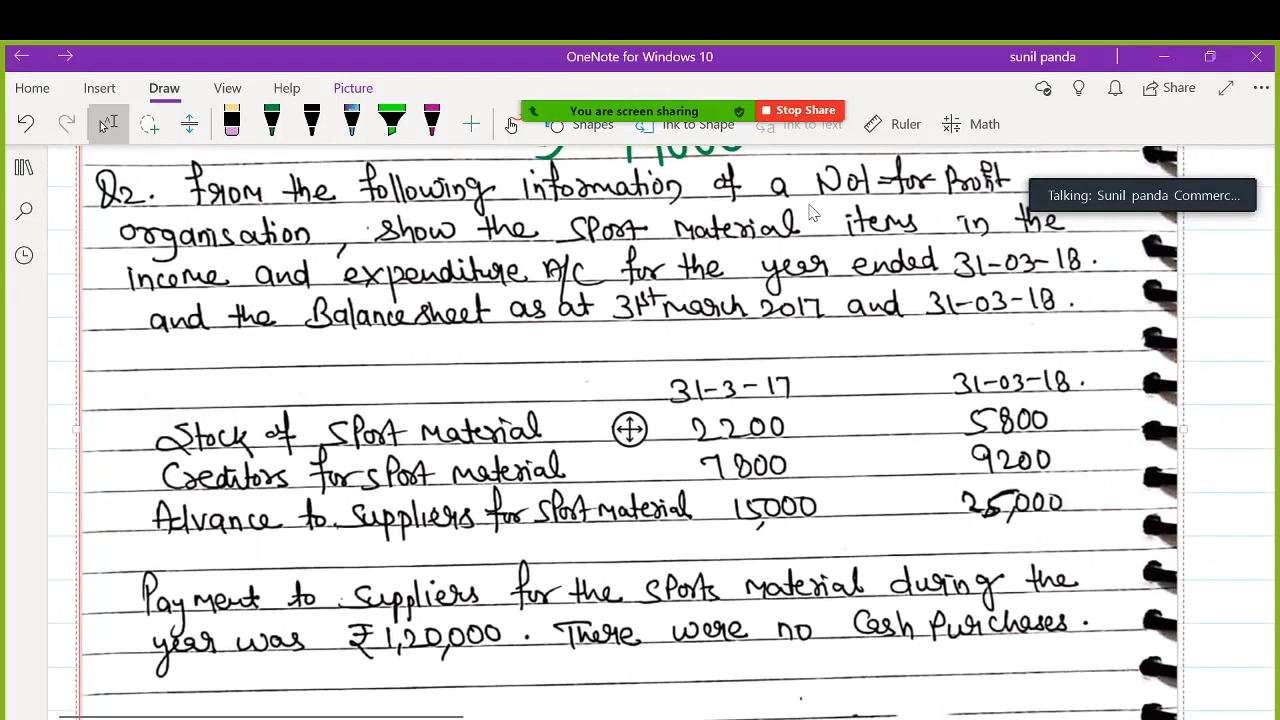 OneNote for Windows 10
sunil panda
Home Insert Draw View Help Picture
Share
You are screen sharing
Stop Share
Shapes Ink to Shape Ink to Text Ruler Math
Talking: Sunil panda Commerc...
Q2. From the following information of a Not-for Profit
organisation, show the sport material items in the
income and expenditure A/C for the year ended 31-03-18.
and the Balance sheet as at 31st march 2017 and 31-03-18.
31-3-17 31-03-18.
Stock of sport material 2200 5800
Creditors for sport material 7800 9200
Advance to suppliers for sport material 15,000 25,000
Payment to suppliers for the sports material during the
year was ₹1,20,000. There were no Cash Purchases.